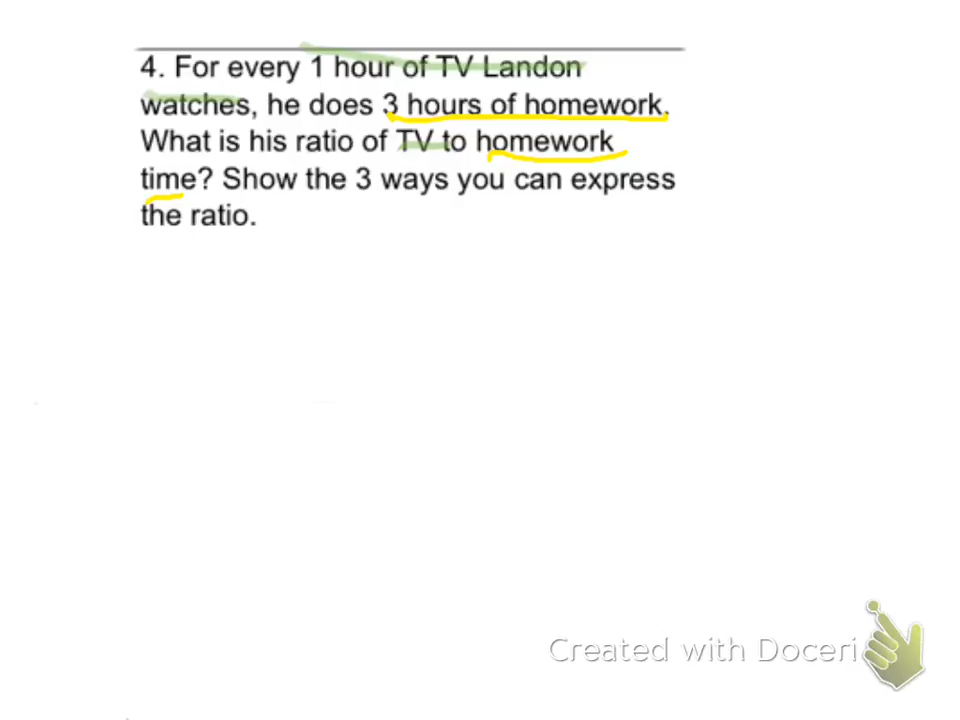 4. For every 1 hour of TV Landon
watches, he does 3 hours of homework.
What is his ratio of TV to homework
time? Show the 3 ways you can express
the ratio.
Created with Doceri